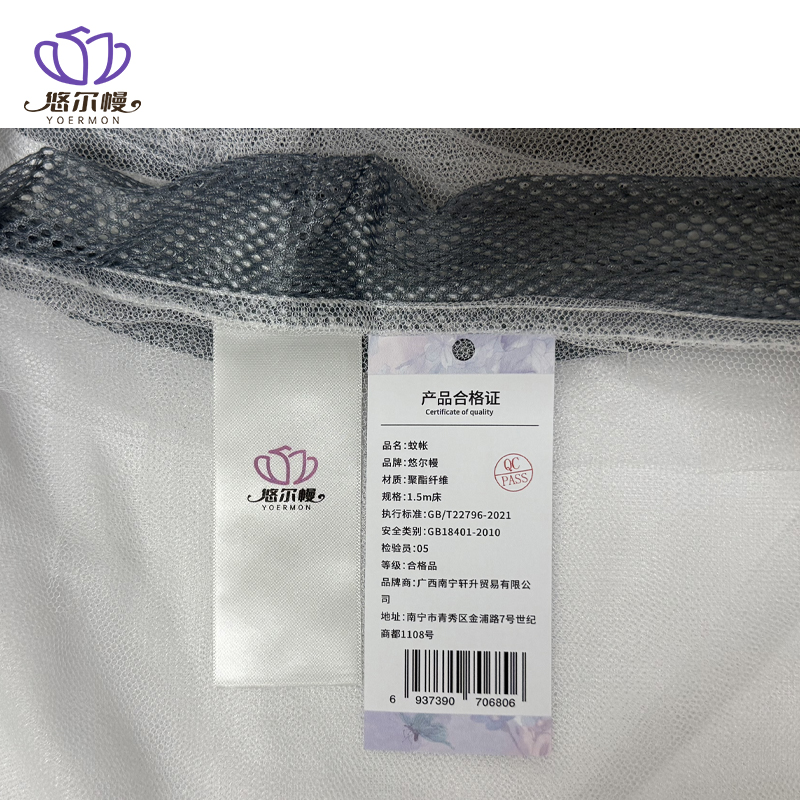 悠尔幔
YOERMON
产品合格证
Certificate of quality
品名:蚊帐
品牌:悠尔幔
材质:聚酯纤维
规格:1.5m床
执行标准:GB/T22796-2021
安全类别:GB18401-2010
检验员:05
等级:合格品
品牌商:广西南宁轩升贸易有限公
司
地址:南宁市青秀区金浦路7号世纪
商都1108号
QC
PASS
6 937390 706806
悠尔幔
YOERMON